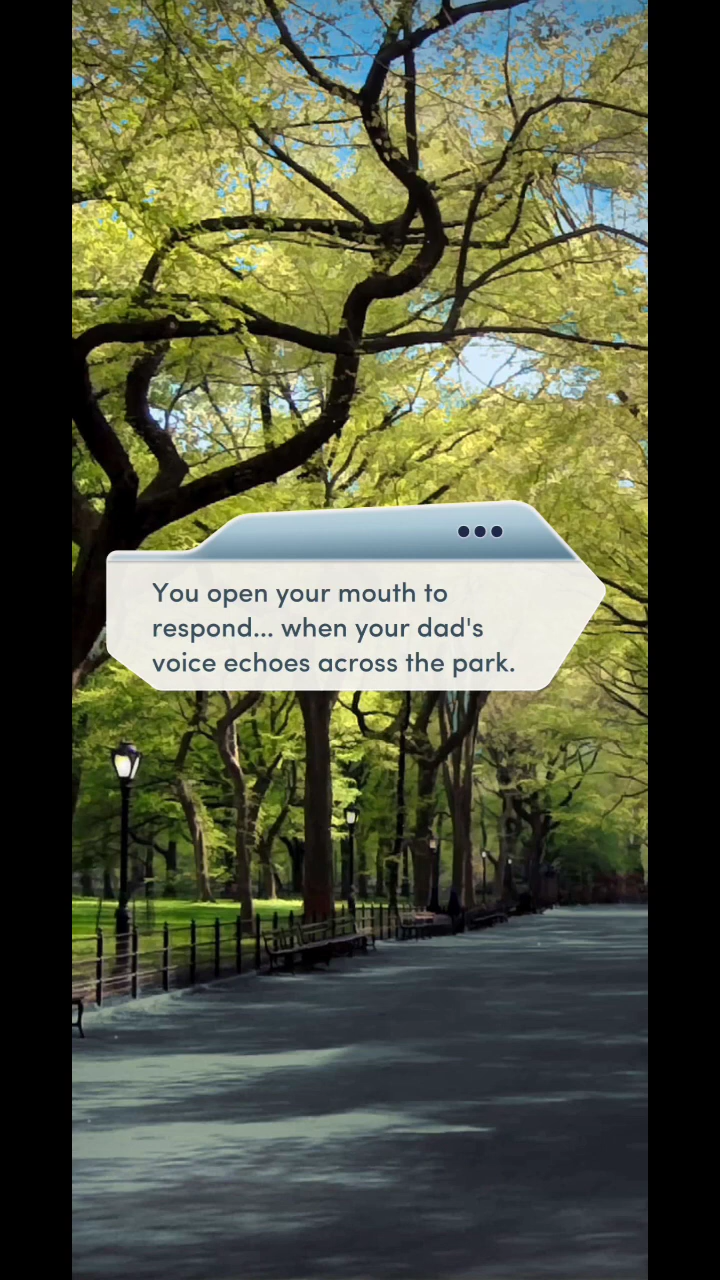 You open your mouth to
respond... when your dad's
voice echoes across the park.